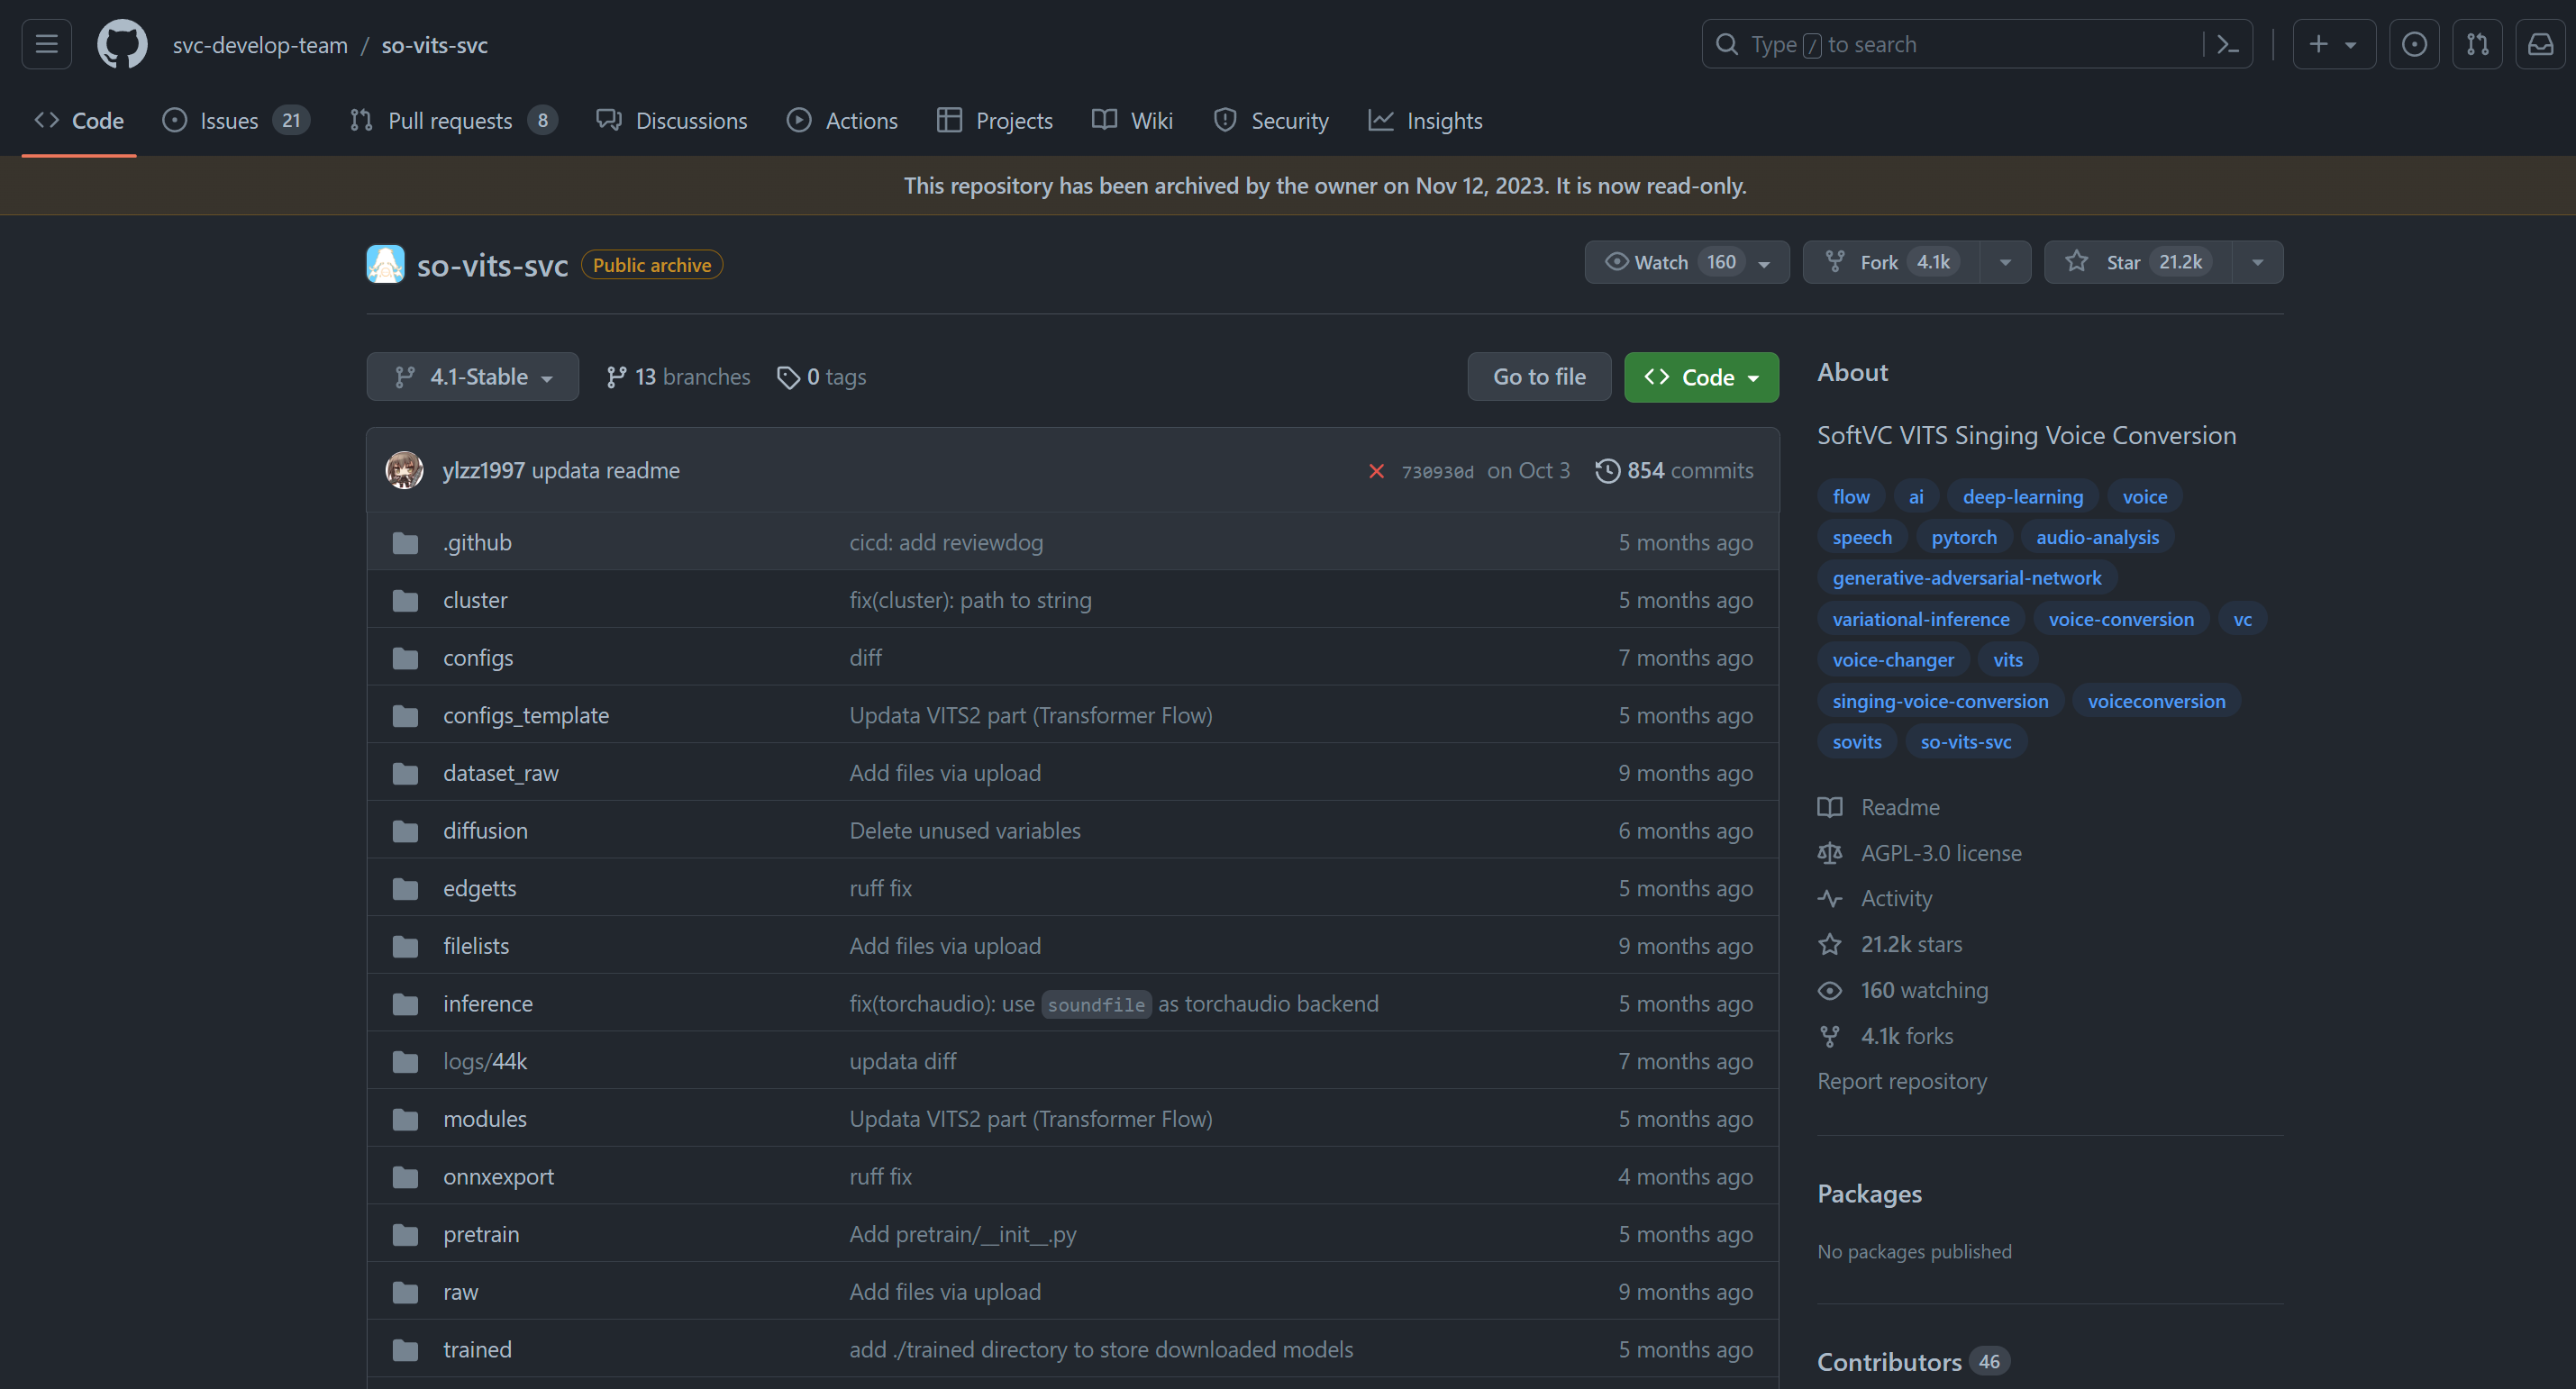 svc-develop-team / so-vits-svc
Type / to search
Code
Issues 21
Pull requests 8
Discussions
Actions
Projects
Wiki
Security
Insights
This repository has been archived by the owner on Nov 12, 2023. It is now read-only.
so-vits-svc Public archive
Watch 160
Fork 4.1k
Star 21.2k
4.1-Stable
13 branches
0 tags
Go to file
Code
ylzz1997 updata readme 730930d on Oct 3 854 commits
.github cicd: add reviewdog 5 months ago
cluster fix(cluster): path to string 5 months ago
configs diff 7 months ago
configs_template Updata VITS2 part (Transformer Flow) 5 months ago
dataset_raw Add files via upload 9 months ago
diffusion Delete unused variables 6 months ago
edgetts ruff fix 5 months ago
filelists Add files via upload 9 months ago
inference fix(torchaudio): use soundfile as torchaudio backend 5 months ago
logs/44k updata diff 7 months ago
modules Updata VITS2 part (Transformer Flow) 5 months ago
onnxexport ruff fix 4 months ago
pretrain Add pretrain/__init__.py 5 months ago
raw Add files via upload 9 months ago
trained add ./trained directory to store downloaded models 5 months ago
About
SoftVC VITS Singing Voice Conversion
flow ai deep-learning voice
speech pytorch audio-analysis
generative-adversarial-network
variational-inference voice-conversion vc
voice-changer vits
singing-voice-conversion voiceconversion
sovits so-vits-svc
Readme
AGPL-3.0 license
Activity
21.2k stars
160 watching
4.1k forks
Report repository
Packages
No packages published
Contributors 46